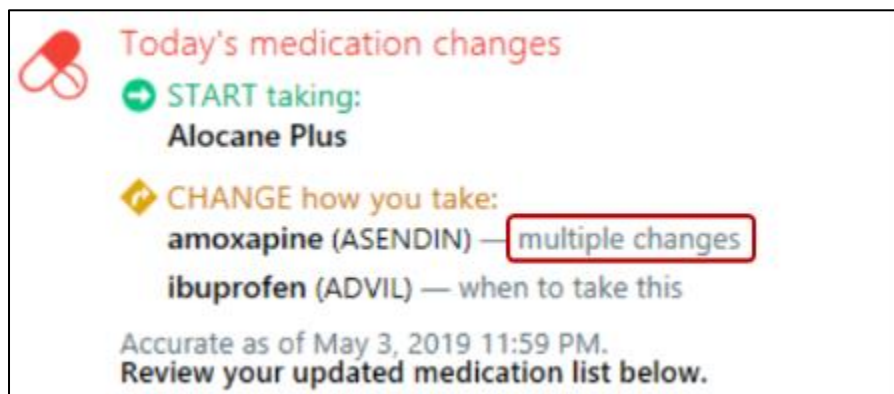 Today's medication changes
START taking:
Alocane Plus
CHANGE how you take:
amoxapine (ASENDIN) — multiple changes
ibuprofen (ADVIL) — when to take this
Accurate as of May 3, 2019 11:59 PM.
Review your updated medication list below.